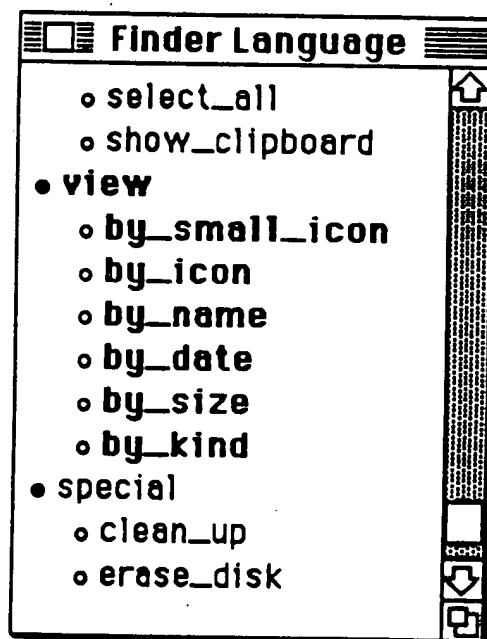 Finder Language
select_all
show_clipboard
view
by_small_icon
by_icon
by_name
by_date
by_size
by_kind
special
clean_up
erase_disk